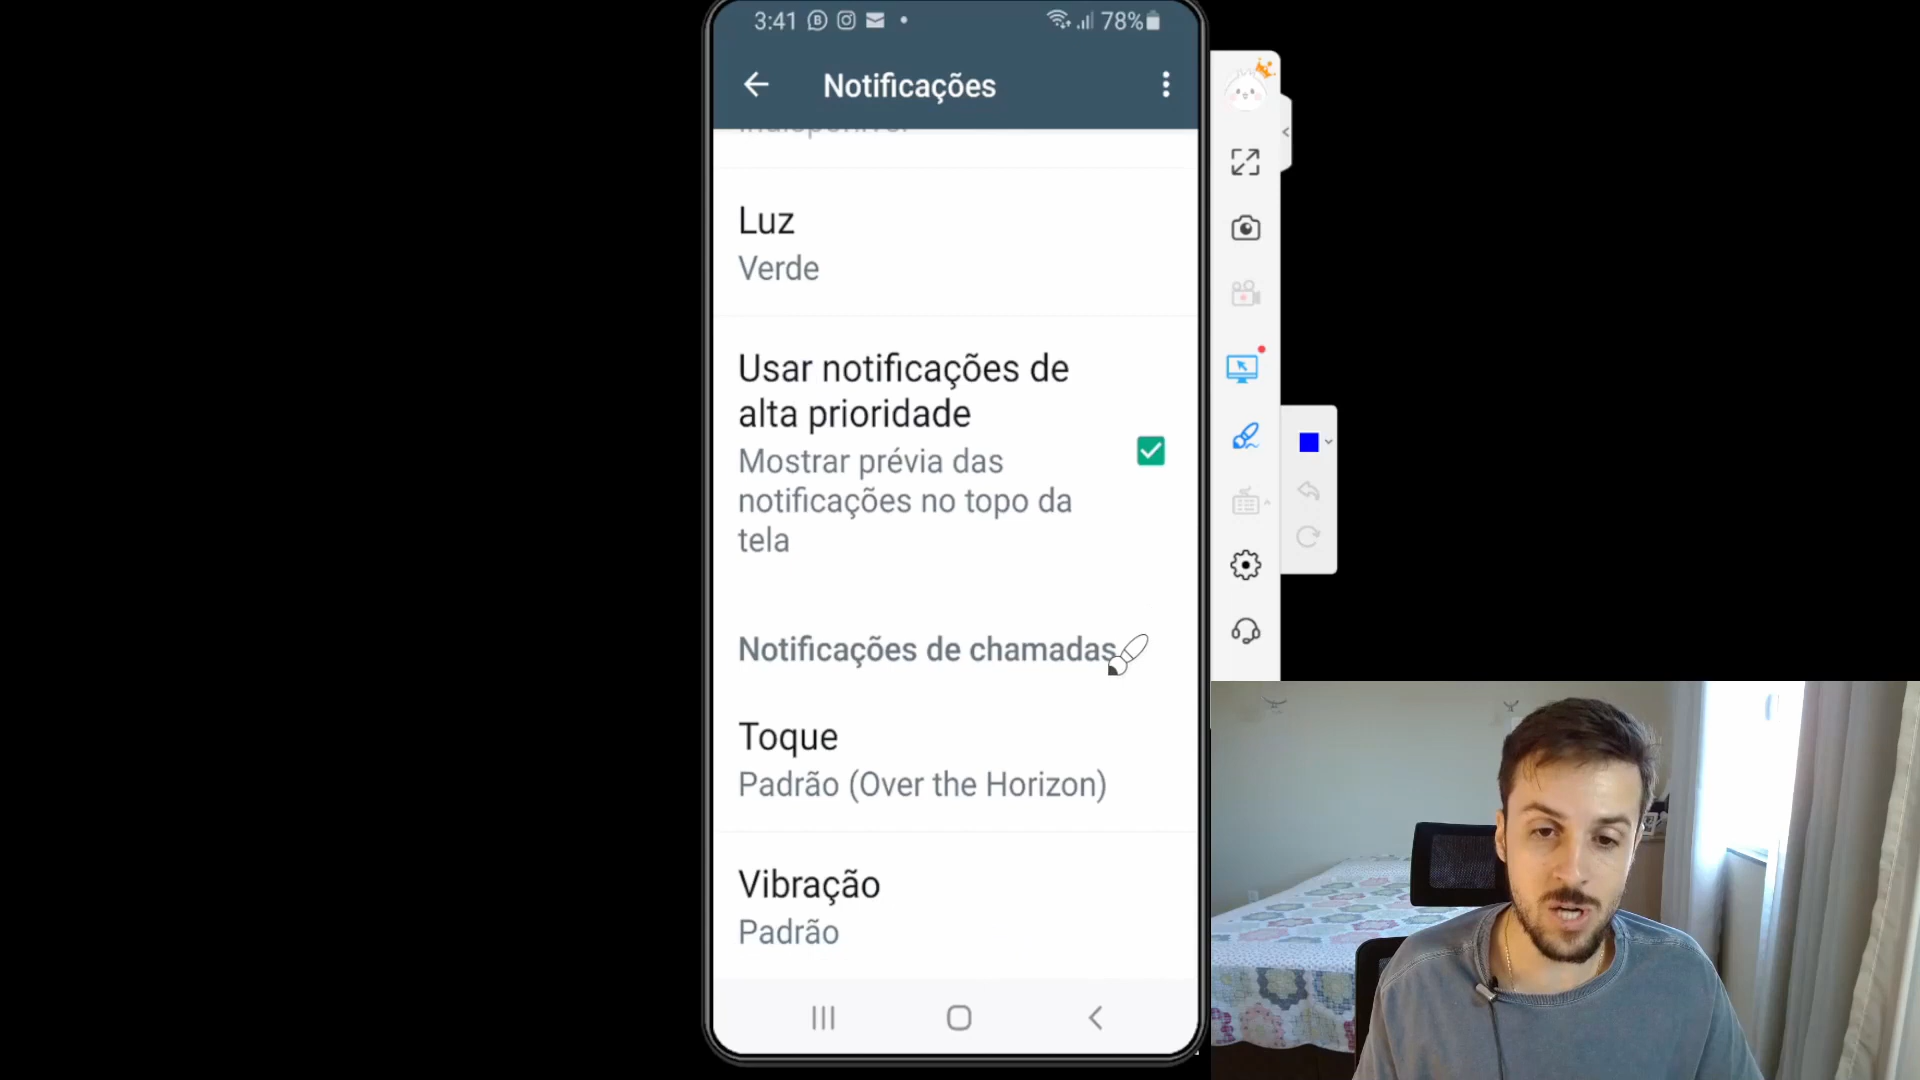 3:41 78%
Notificações
Luz
Verde
Usar notificações de
alta prioridade
Mostrar prévia das
notificações no topo da
tela
Notificações de chamadas
Toque
Padrão (Over the Horizon)
Vibração
Padrão